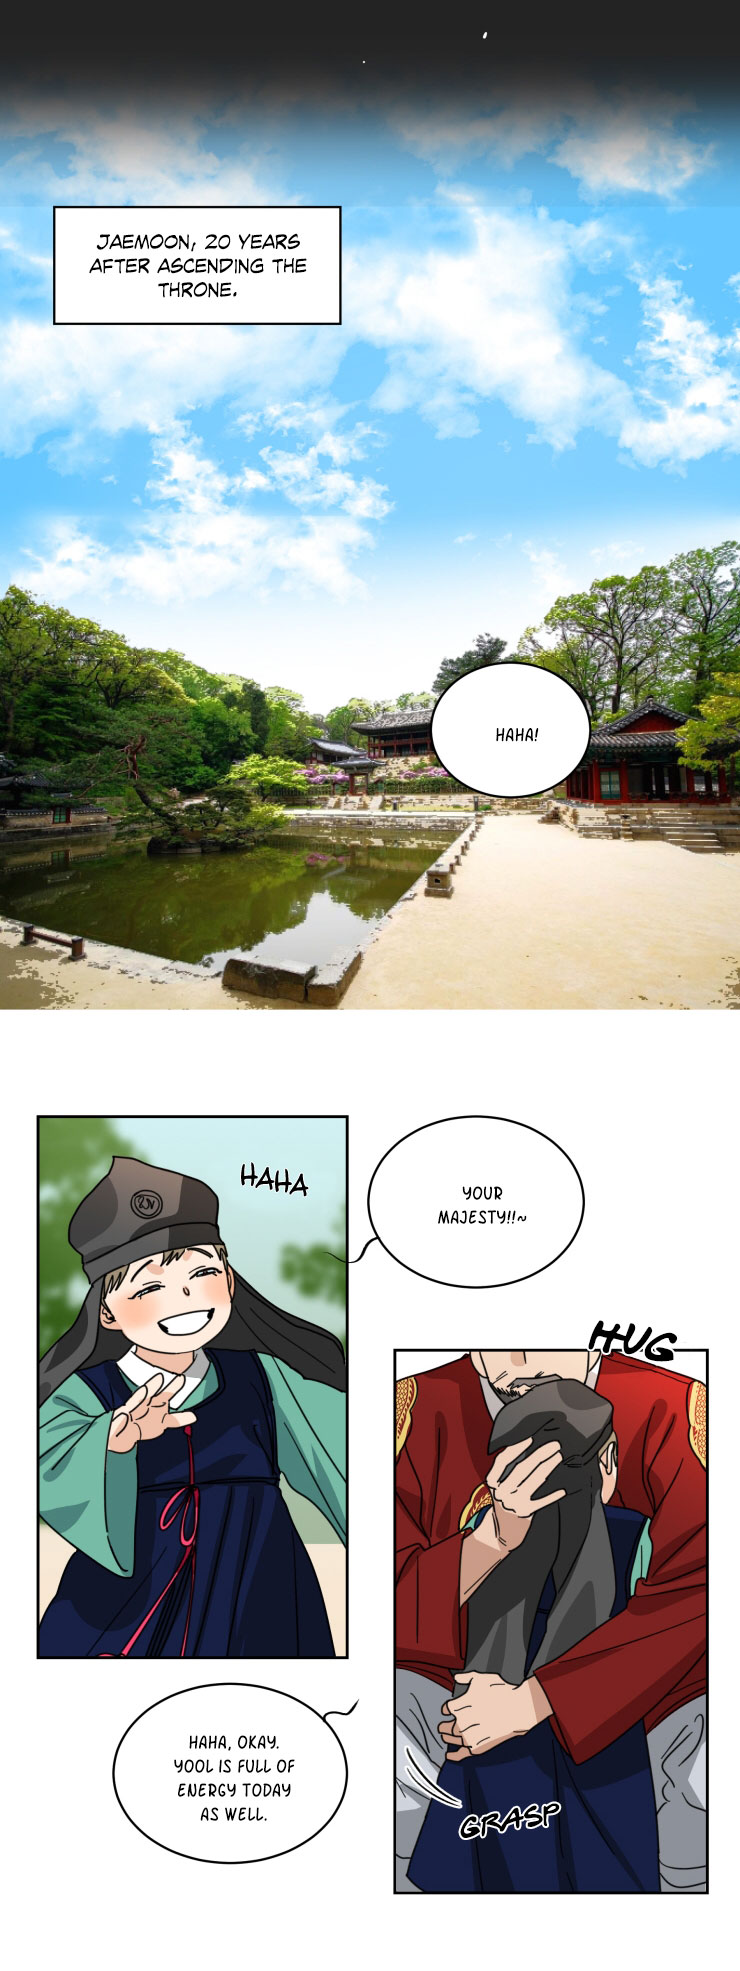 JAEMOON; 20 YEARS
AFTER ASCENDING THE
THRONE.
HAHA!
HAHA
YOUR
MAJESTY!!~
HUG
HAHA, OKAY.
YOOL IS FULL OF
ENERGY TODAY
AS WELL.
GRASP